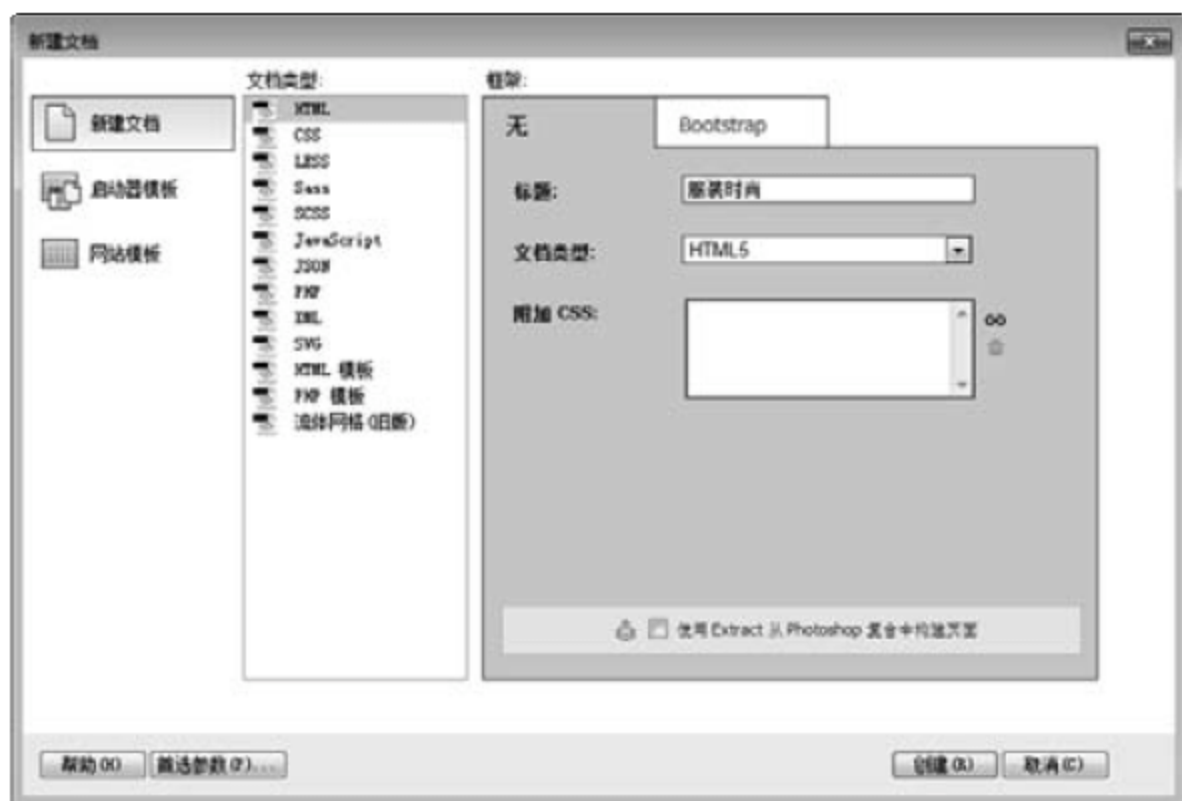 新建文档
新建文档
启动器模板
网站模板
文档类型:
HTML
CSS
LESS
Sass
SCSS
JavaScript
JSON
PHP
XML
SVG
HTML 模板
PHP 模板
流体网格(旧版)
框架:
无
Bootstrap
标题:
服装时尚
文档类型:
HTML5
附加 CSS:
使用 Extract 从 Photoshop 复合中构建页面
帮助(H)
首选参数(P)...
创建(R)
取消(C)